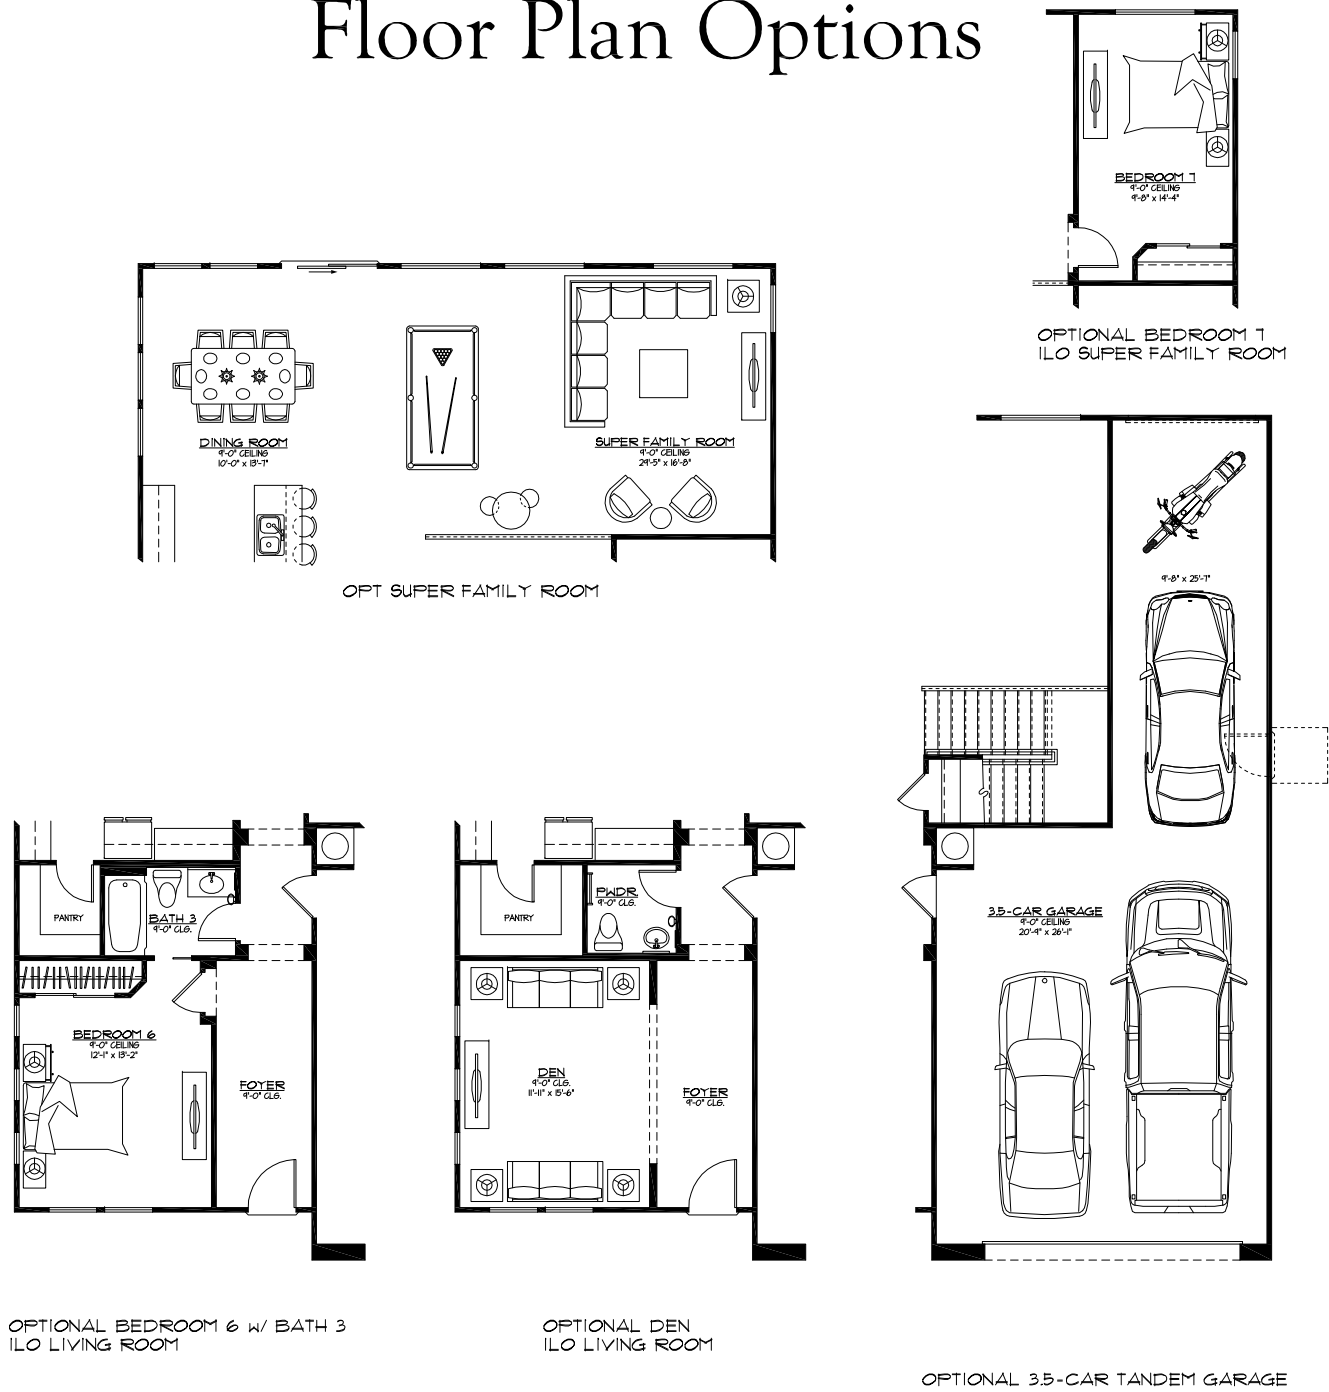 Floor Plan Options
BEDROOM 7
9'-0" CEILING
9'-8" x 14'-4"
OPTIONAL BEDROOM 7
ILO SUPER FAMILY ROOM
DINING ROOM
9'-0" CEILING
10'-0" x 13'-7"
SUPER FAMILY ROOM
9'-0" CEILING
29'-5" x 16'-8"
OPT SUPER FAMILY ROOM
9'-8" x 25'-7"
3.5-CAR GARAGE
9'-0" CEILING
20'-9" x 26'-1"
PANTRY
BATH 3
9'-0" CLG.
BEDROOM 6
9'-0" CEILING
12'-1" x 13'-2"
FOYER
9'-0" CLG.
PANTRY
PWDR.
9'-0" CLG.
DEN
9'-0" CLG.
11'-11" x 15'-6"
FOYER
9'-0" CLG.
OPTIONAL BEDROOM 6 W/ BATH 3
ILO LIVING ROOM
OPTIONAL DEN
ILO LIVING ROOM
OPTIONAL 3.5-CAR TANDEM GARAGE